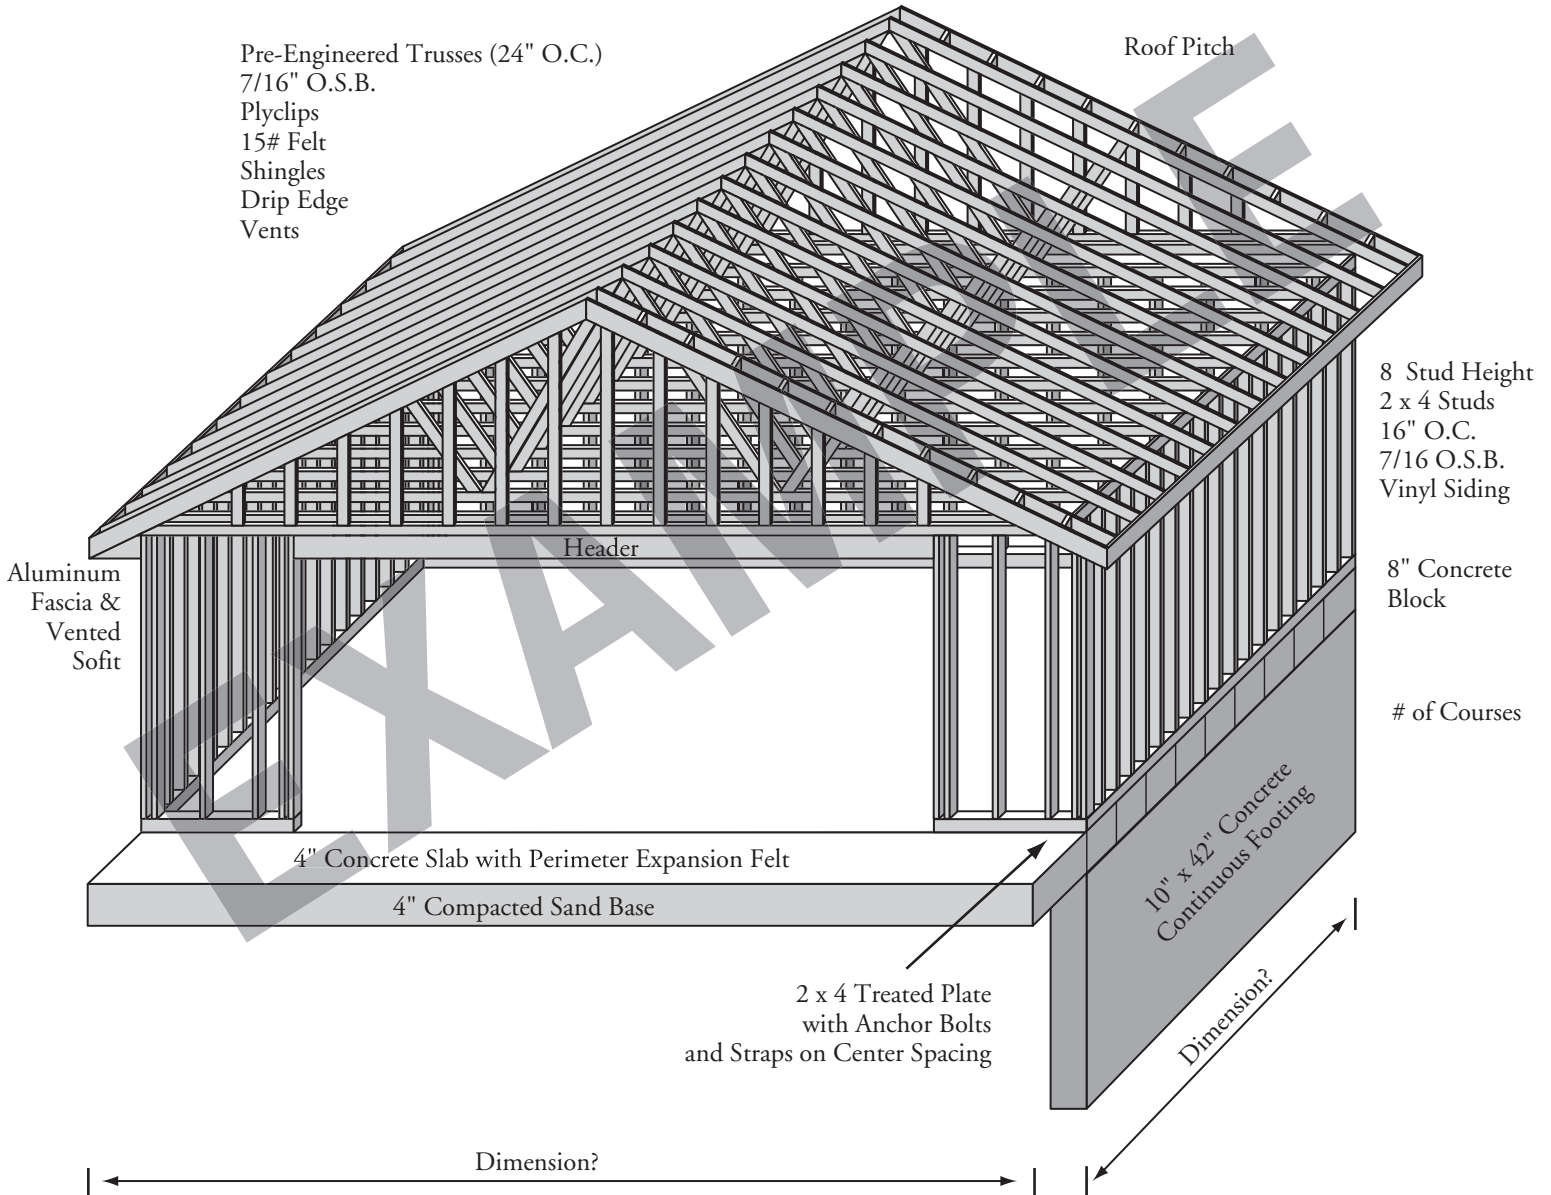 Pre-Engineered Trusses (24" O.C.)
7/16" O.S.B.
Plyclips
15# Felt
Shingles
Drip Edge
Vents
Roof Pitch
8 Stud Height
2 x 4 Studs
16" O.C.
7/16 O.S.B.
Vinyl Siding
Header
Aluminum
Fascia &
Vented
Sofit
8" Concrete
Block
# of Courses
EXAMPLE
4" Concrete Slab with Perimeter Expansion Felt
4" Compacted Sand Base
10" x 42" Concrete
Continuous Footing
2 x 4 Treated Plate
with Anchor Bolts
and Straps on Center Spacing
Dimension?
Dimension?